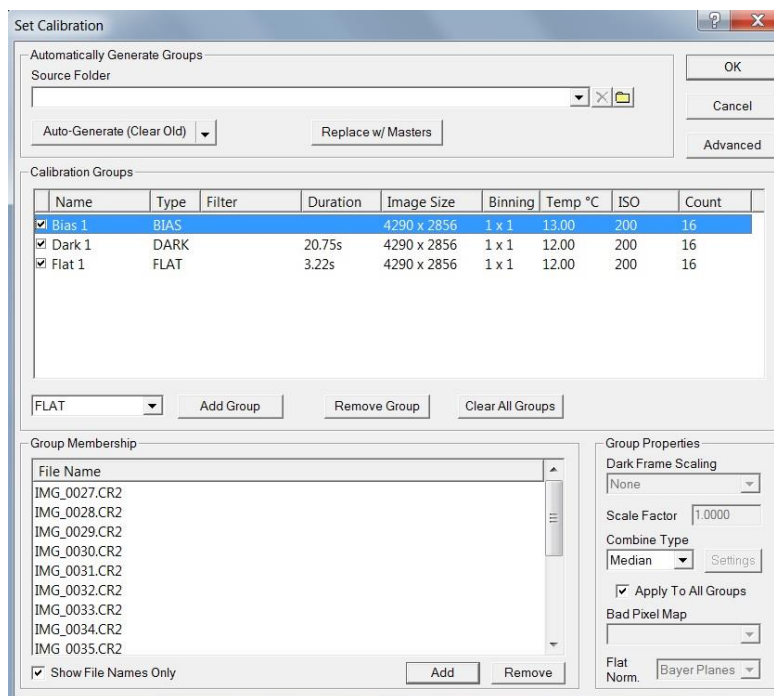 Set Calibration
Automatically Generate Groups
Source Folder
OK
Cancel
Auto-Generate (Clear Old)
Replace w/ Masters
Advanced
Calibration Groups
Name Type Filter Duration Image Size Binning Temp °C ISO Count
Bias 1 BIAS 4290 x 2856 1 x 1 13.00 200 16
Dark 1 DARK 20.75s 4290 x 2856 1 x 1 12.00 200 16
Flat 1 FLAT 3.22s 4290 x 2856 1 x 1 12.00 200 16
FLAT Add Group Remove Group Clear All Groups
Group Membership
File Name
IMG_0027.CR2
IMG_0028.CR2
IMG_0029.CR2
IMG_0030.CR2
IMG_0031.CR2
IMG_0032.CR2
IMG_0033.CR2
IMG_0034.CR2
IMG_0035.CR2
Show File Names Only
Add
Remove
Group Properties
Dark Frame Scaling
None
Scale Factor 1.0000
Combine Type
Median Settings
Apply To All Groups
Bad Pixel Map
Flat
Norm. Bayer Planes